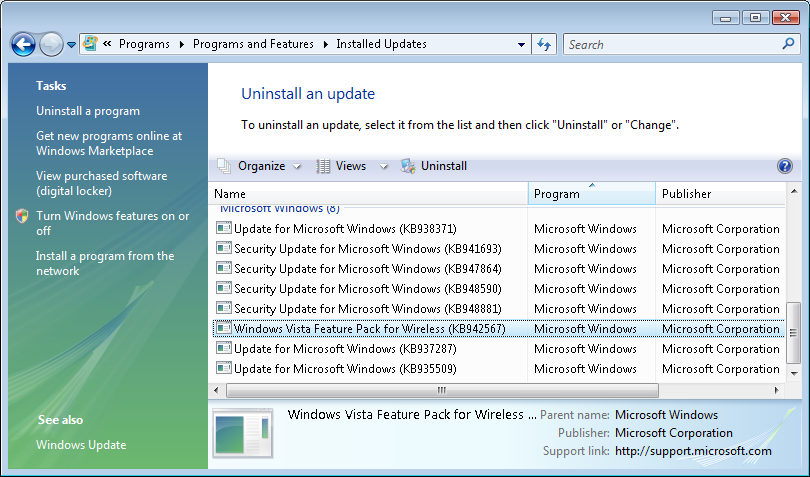 « Programs ▸ Programs and Features ▸ Installed Updates
Search
Tasks
Uninstall a program
Get new programs online at
Windows Marketplace
View purchased software
(digital locker)
Turn Windows features on or
off
Install a program from the
network
See also
Windows Update
Uninstall an update
To uninstall an update, select it from the list and then click "Uninstall" or "Change".
Organize Views Uninstall ?
Name Program Publisher
Microsoft Windows (8)
Update for Microsoft Windows (KB938371) Microsoft Windows Microsoft Corporation
Security Update for Microsoft Windows (KB941693) Microsoft Windows Microsoft Corporation
Security Update for Microsoft Windows (KB947864) Microsoft Windows Microsoft Corporation
Security Update for Microsoft Windows (KB948590) Microsoft Windows Microsoft Corporation
Security Update for Microsoft Windows (KB948881) Microsoft Windows Microsoft Corporation
Windows Vista Feature Pack for Wireless (KB942567) Microsoft Windows Microsoft Corporation
Update for Microsoft Windows (KB937287) Microsoft Windows Microsoft Corporation
Update for Microsoft Windows (KB935509) Microsoft Windows Microsoft Corporation
Windows Vista Feature Pack for Wireless ... Parent name: Microsoft Windows
Publisher: Microsoft Corporation
Support link: http://support.microsoft.com